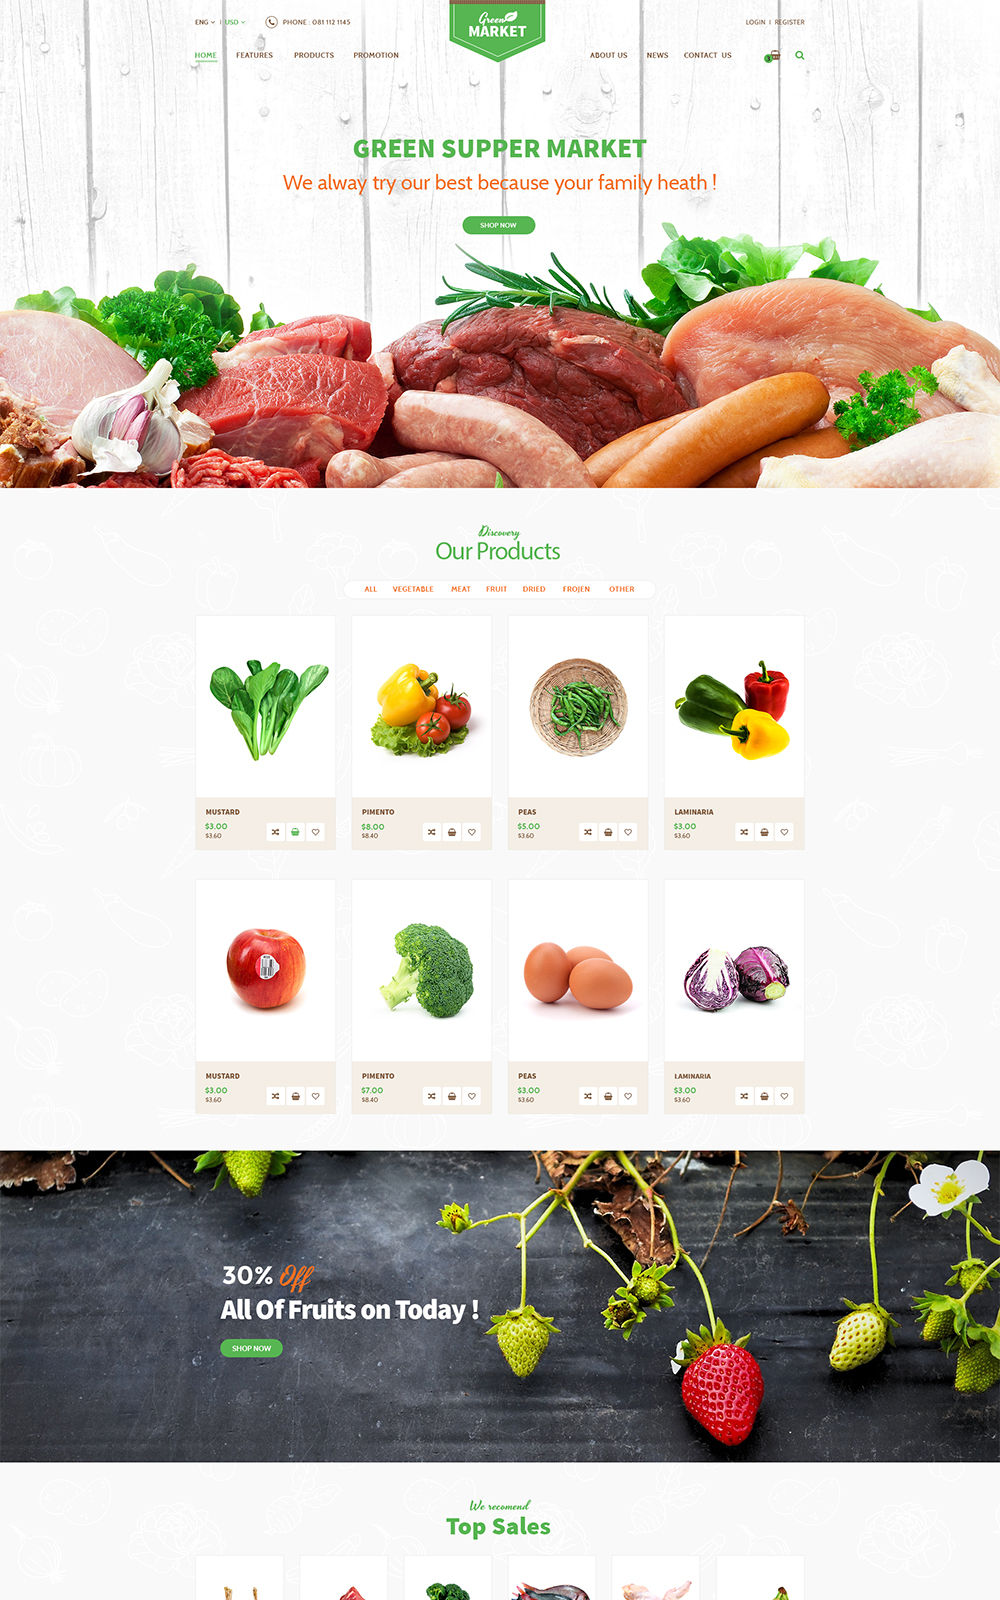 ENG | USD PHONE : 081 112 1145
Green
MARKET
LOGIN | REGISTER
HOME FEATURES PRODUCTS PROMOTION
ABOUT US NEWS CONTACT US
3
GREEN SUPPER MARKET
We alway try our best because your family heath !
SHOP NOW
Discovery
Our Products
ALL VEGETABLE MEAT FRUIT DRIED FROJEN OTHER
MUSTARD
$3.00
$3.60
PIMENTO
$8.00
$8.40
PEAS
$5.00
$3.60
LAMINARIA
$3.00
$3.60
MUSTARD
$3.00
$3.60
PIMENTO
$7.00
$8.40
PEAS
$3.00
$3.60
LAMINARIA
$3.00
$3.60
30% Off
All Of Fruits on Today !
SHOP NOW
We recomend
Top Sales